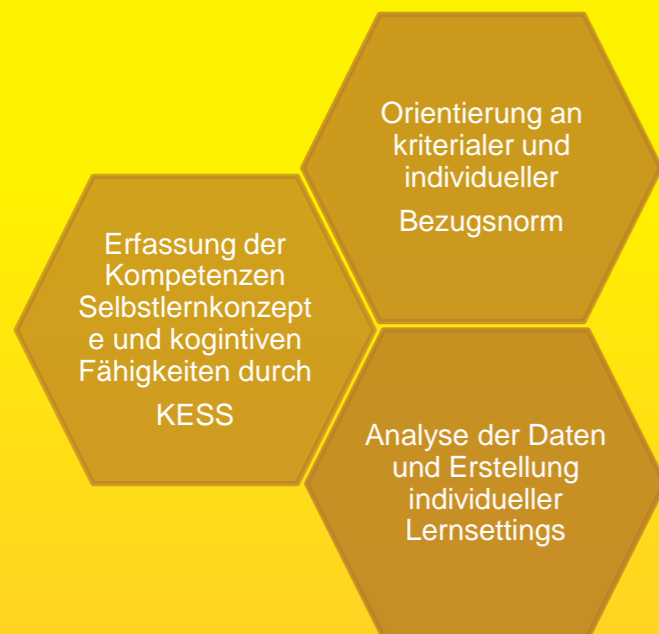 Orientierung an
kriterialer und
individueller
Bezugsnorm
Erfassung der
Kompetenzen
Selbstlernkonzept
e und kogintiven
Fähigkeiten durch
KESS
Analyse der Daten
und Erstellung
individueller
Lernsettings